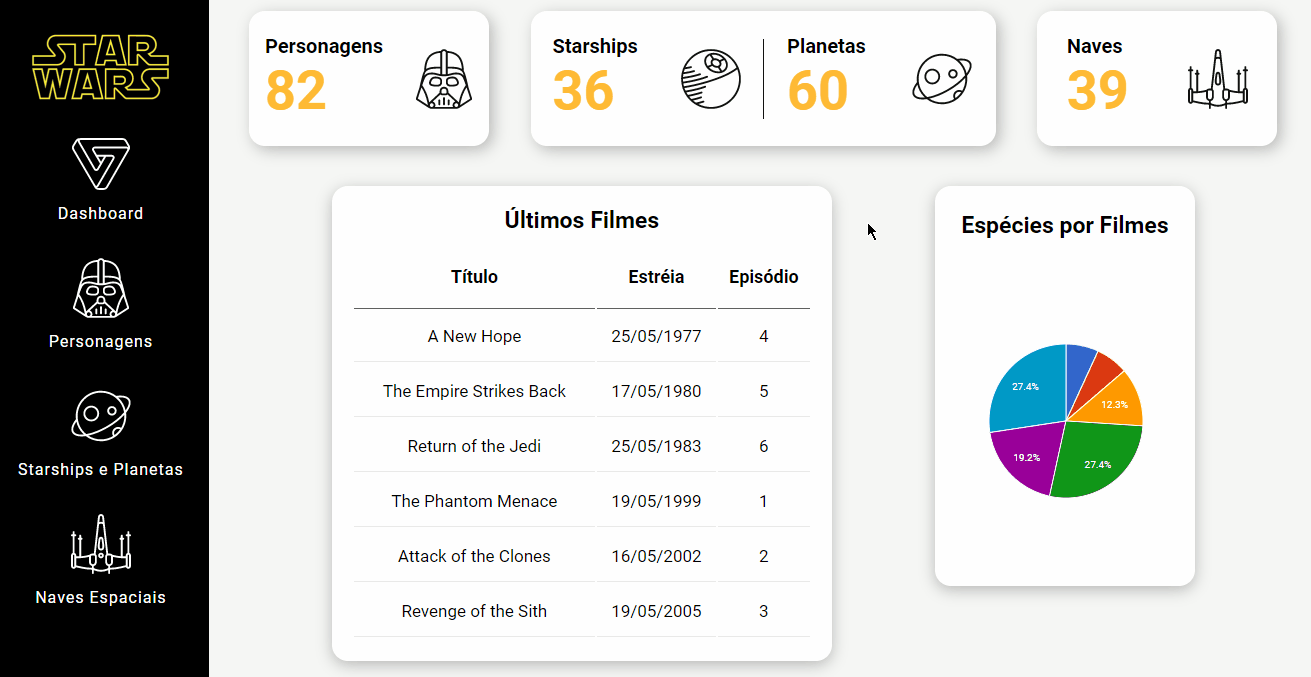 STAR
WARS
Dashboard
Personagens
Starships e Planetas
Naves Espaciais
Personagens
82
Starships
36
Planetas
60
Naves
39
Últimos Filmes
Título Estréia Episódio
A New Hope 25/05/1977 4
The Empire Strikes Back 17/05/1980 5
Return of the Jedi 25/05/1983 6
The Phantom Menace 19/05/1999 1
Attack of the Clones 16/05/2002 2
Revenge of the Sith 19/05/2005 3
Espécies por Filmes
27.4%
12.3%
19.2%
27.4%